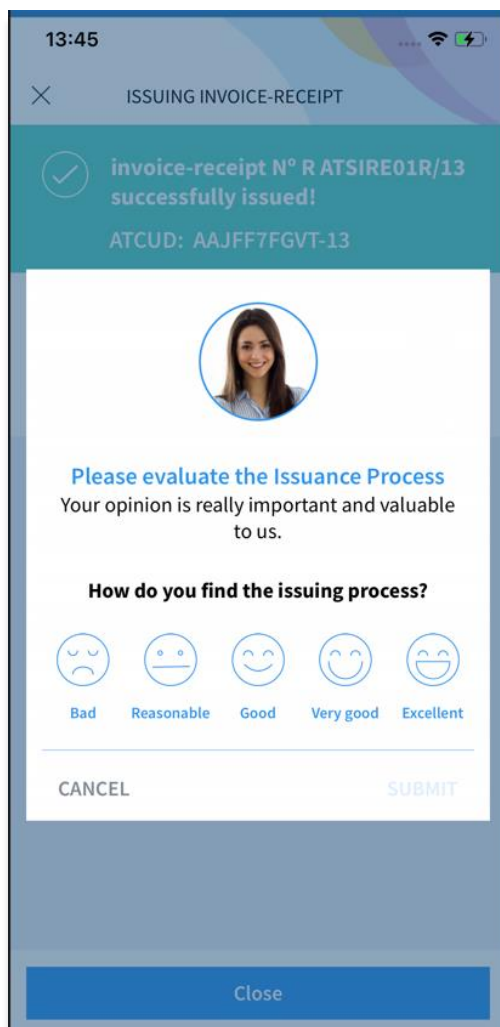 13:45
ISSUING INVOICE-RECEIPT
invoice-receipt Nº R ATSIRE01R/13
successfully issued!
ATCUD: AAJFF7FGVT-13
Please evaluate the Issuance Process
Your opinion is really important and valuable
to us.
How do you find the issuing process?
Bad Reasonable Good Very good Excellent
CANCEL SUBMIT
Close